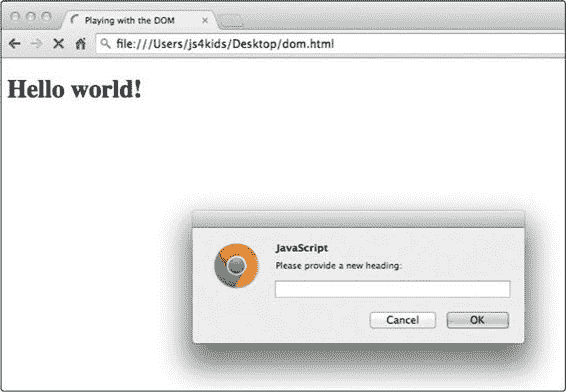 Playing with the DOM
file:///Users/js4kids/Desktop/dom.html
Hello world!
JavaScript
Please provide a new heading:
Cancel OK